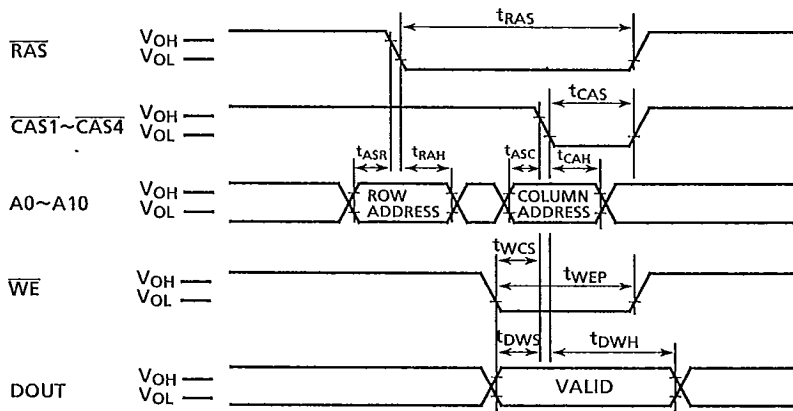 tRAS
RAS VOH
VOL
tCAS
CAS1~CAS4 VOH
VOL
tASR tRAH tASC tCAH
A0~A10 VOH
VOL
ROW ADDRESS
COLUMN ADDRESS
tWCS
WE VOH
VOL
tWEP
tDWS tDWH
DOUT VOH
VOL
VALID